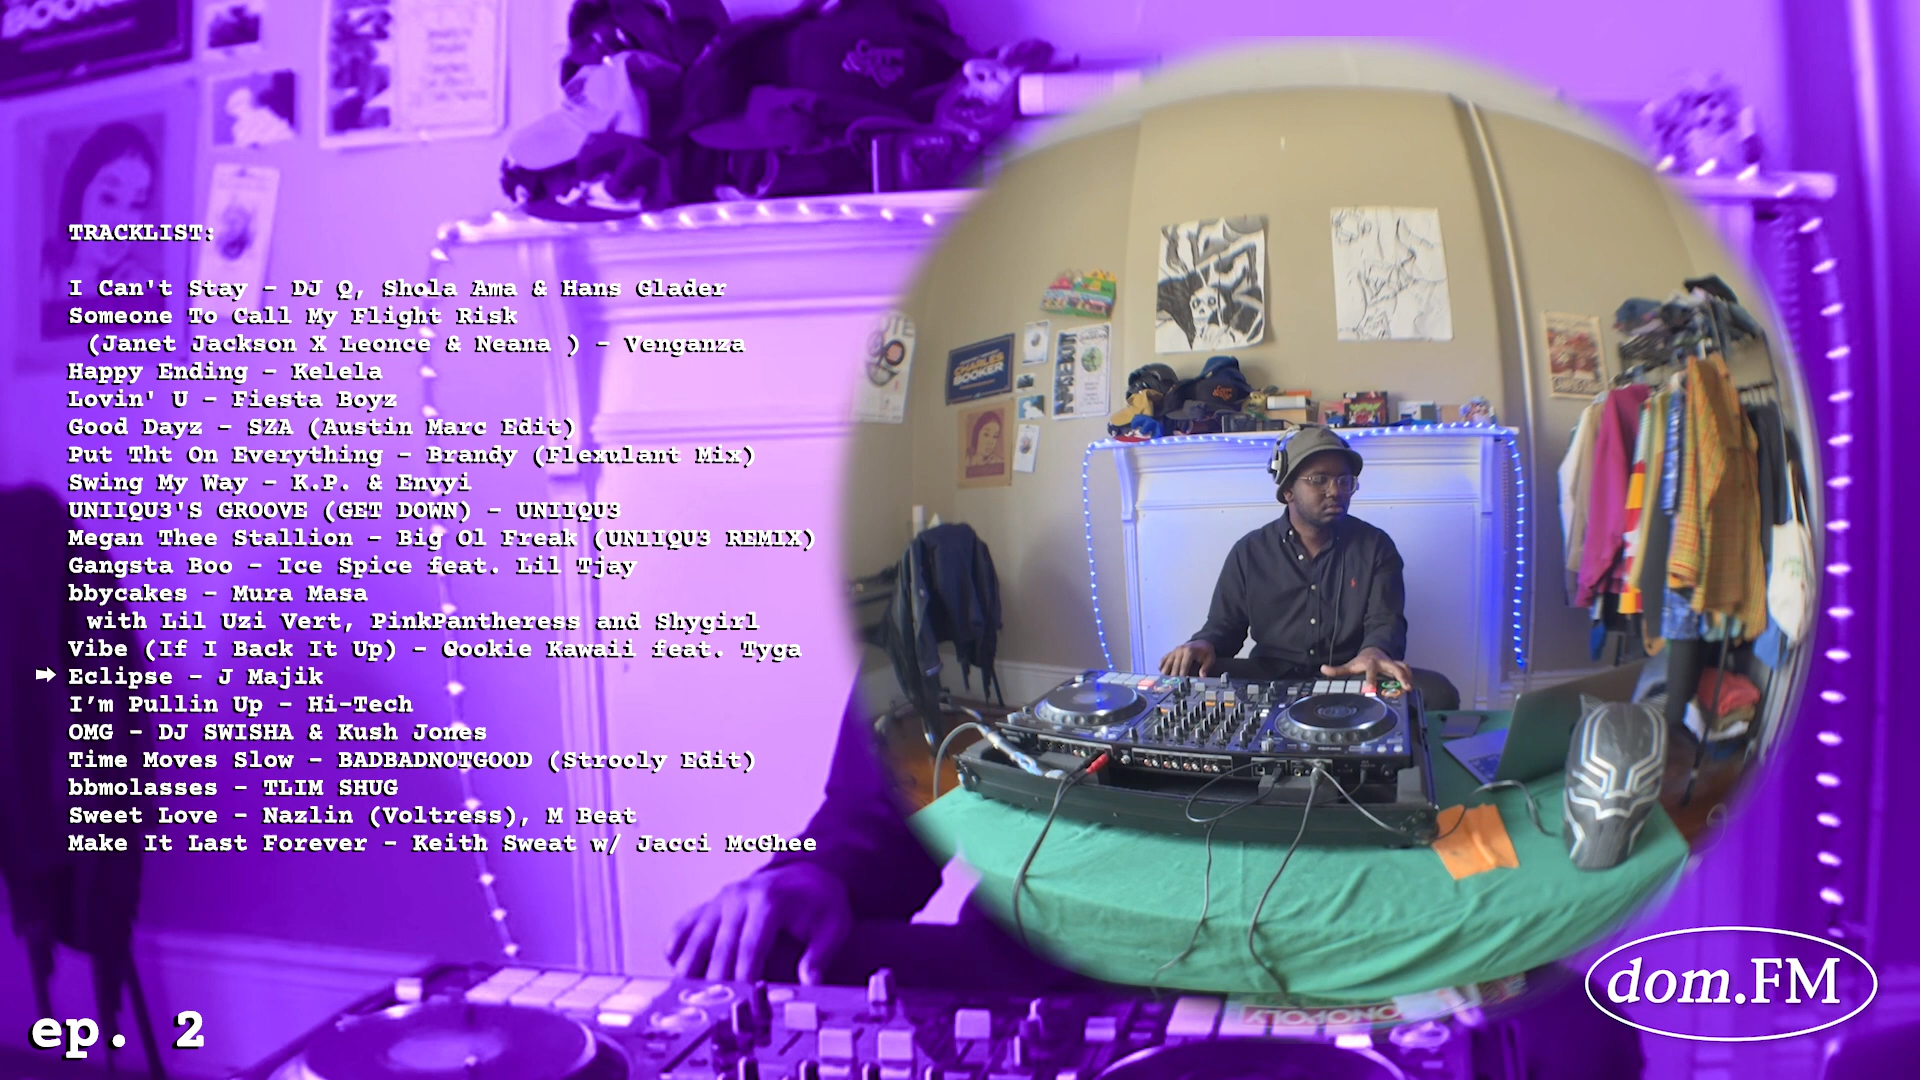 TRACKLIST:
I Can't Stay - DJ Q, Shola Ama & Hans Glader
Someone To Call My Flight Risk
(Janet Jackson X Leonce & Neana ) - Venganza
Happy Ending - Kelela
Lovin' U - Fiesta Boyz
Good Dayz - SZA (Austin Marc Edit)
Put Tht On Everything - Brandy (Flexulant Mix)
Swing My Way - K.P. & Envyi
UNIIQU3'S GROOVE (GET DOWN) - UNIIQU3
Megan Thee Stallion - Big Ol Freak (UNIIQU3 REMIX)
Gangsta Boo - Ice Spice feat. Lil Tjay
bbycakes - Mura Masa
with Lil Uzi Vert, PinkPantheress and Shygirl
Vibe (If I Back It Up) - Cookie Kawaii feat. Tyga
Eclipse - J Majik
I’m Pullin Up - Hi-Tech
OMG - DJ SWISHA & Kush Jones
Time Moves Slow - BADBADNOTGOOD (Strooly Edit)
bbmolasses - TLIM SHUG
Sweet Love - Nazlin (Voltress), M Beat
Make It Last Forever - Keith Sweat w/ Jacci McGhee
ep. 2
CHARLES
BOOKER
dom.FM